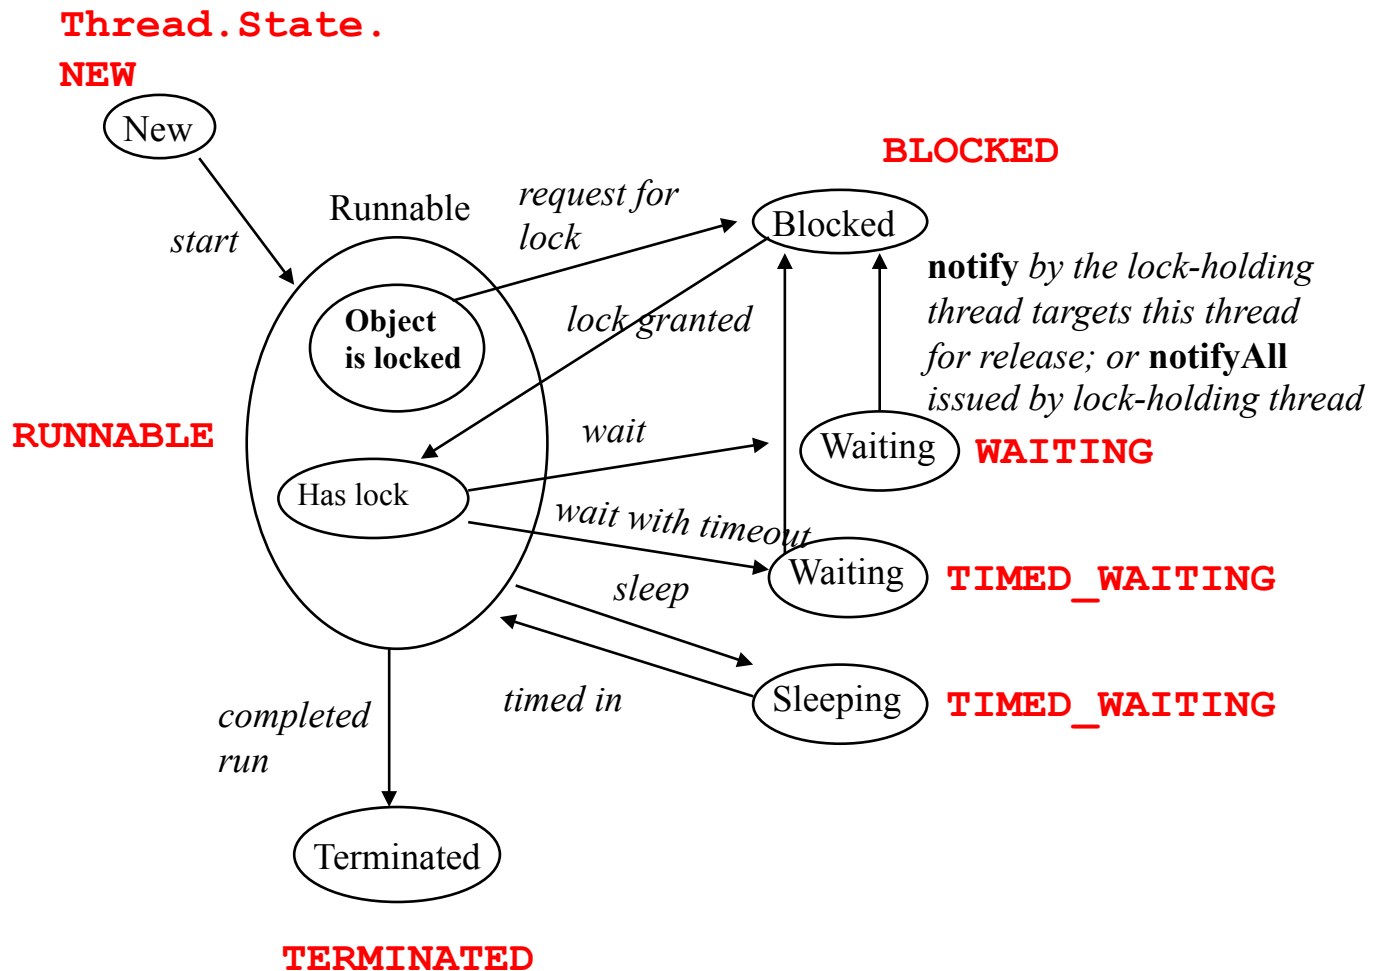 Thread.State.
NEW
New
BLOCKED
Runnable
request for
lock
Blocked
start
notify by the lock-holding
thread targets this thread
for release; or notifyAll
issued by lock-holding thread
Object
is locked
lock granted
RUNNABLE
wait
Waiting
WAITING
Has lock
wait with timeout
Waiting
TIMED_WAITING
sleep
timed in
Sleeping
TIMED_WAITING
completed
run
Terminated
TERMINATED